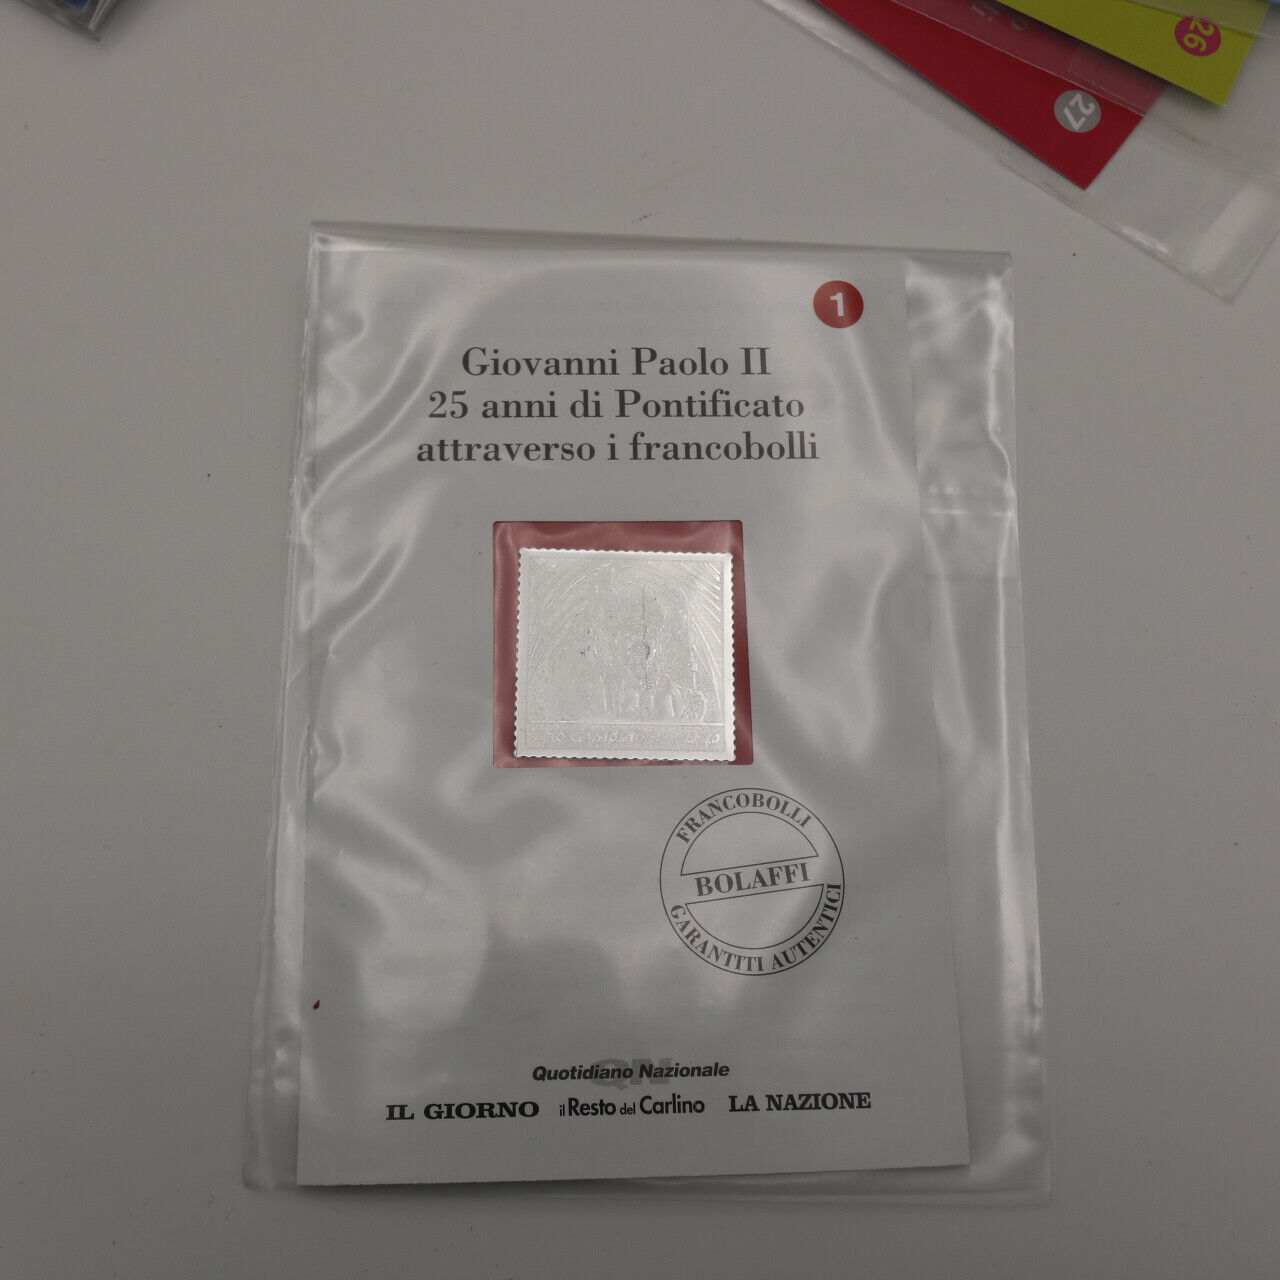 26
27
1
Giovanni Paolo II
25 anni di Pontificato
attraverso i francobolli
FRANCOBOLLI
BOLAFFI
GARANTITI AUTENTICI
QN
Quotidiano Nazionale
IL GIORNO il Resto del Carlino LA NAZIONE